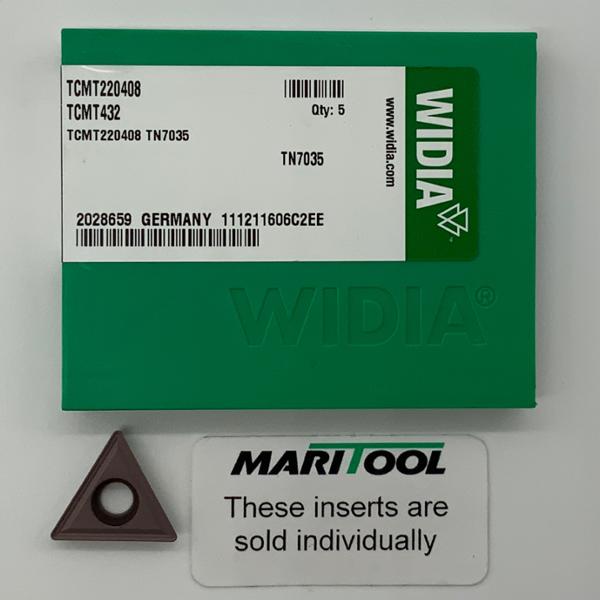 TCMT220408
TCMT432
Qty: 5
TCMT220408 TN7035
TN7035
2028659 GERMANY 111211606C2EE
www.widia.com
WIDIA
WIDIA®
MARITOOL
These inserts are
sold individually